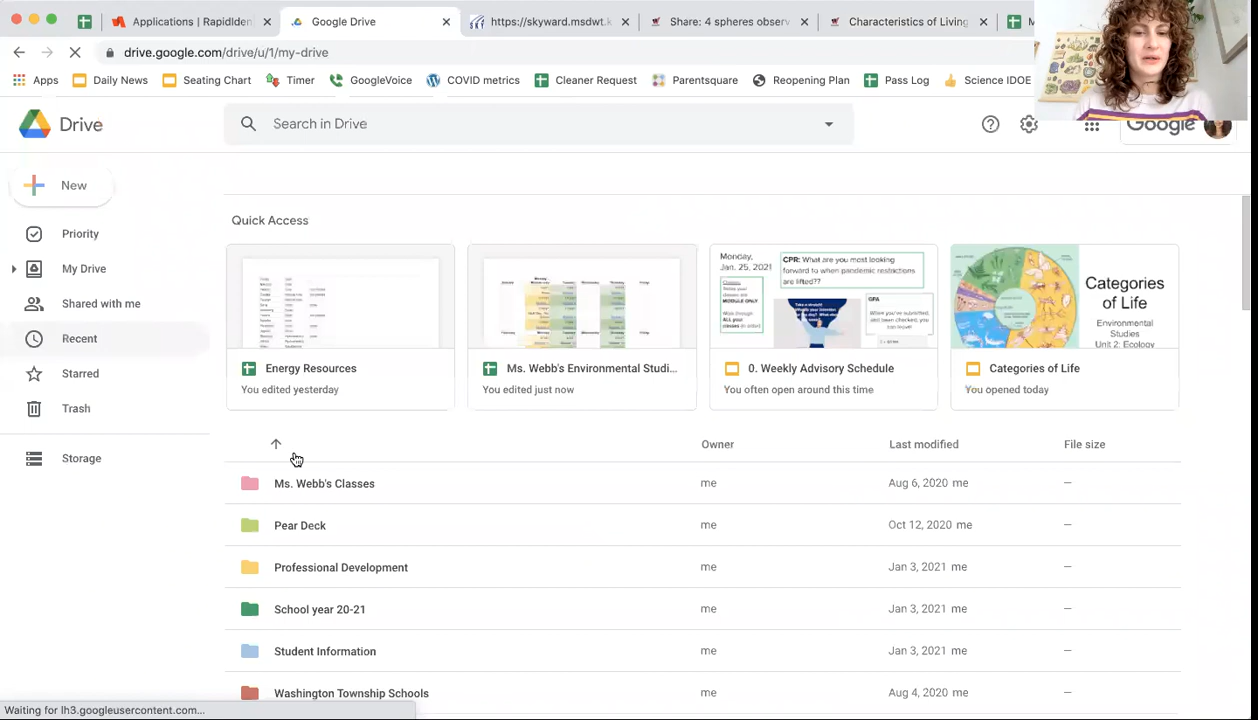 Applications | RapidIden
Google Drive
https://skyward.msdwt.k
Share: 4 spheres observ
Characteristics of Living
M
drive.google.com/drive/u/1/my-drive
Apps
Daily News
Seating Chart
Timer
GoogleVoice
COVID metrics
Cleaner Request
Parentsquare
Reopening Plan
Pass Log
Science IDOE
Drive
Search in Drive
Google
New
Priority
My Drive
Shared with me
Recent
Starred
Trash
Storage
Quick Access
Monday,
Jan. 25, 2021
CPR: What are you most looking
forward to when pandemic restrictions
are lifted??
GPA
Categories
of Life
Environmental
Studies
Unit 2: Ecology
Energy Resources
You edited yesterday
Ms. Webb's Environmental Studi...
You edited just now
0. Weekly Advisory Schedule
You often open around this time
Categories of Life
You opened today
Owner
Last modified
File size
Ms. Webb's Classes
me
Aug 6, 2020 me
—
Pear Deck
me
Oct 12, 2020 me
—
Professional Development
me
Jan 3, 2021 me
—
School year 20-21
me
Jan 3, 2021 me
—
Student Information
me
Jan 3, 2021 me
—
Washington Township Schools
me
Aug 4, 2020 me
—
Waiting for lh3.googleusercontent.com...